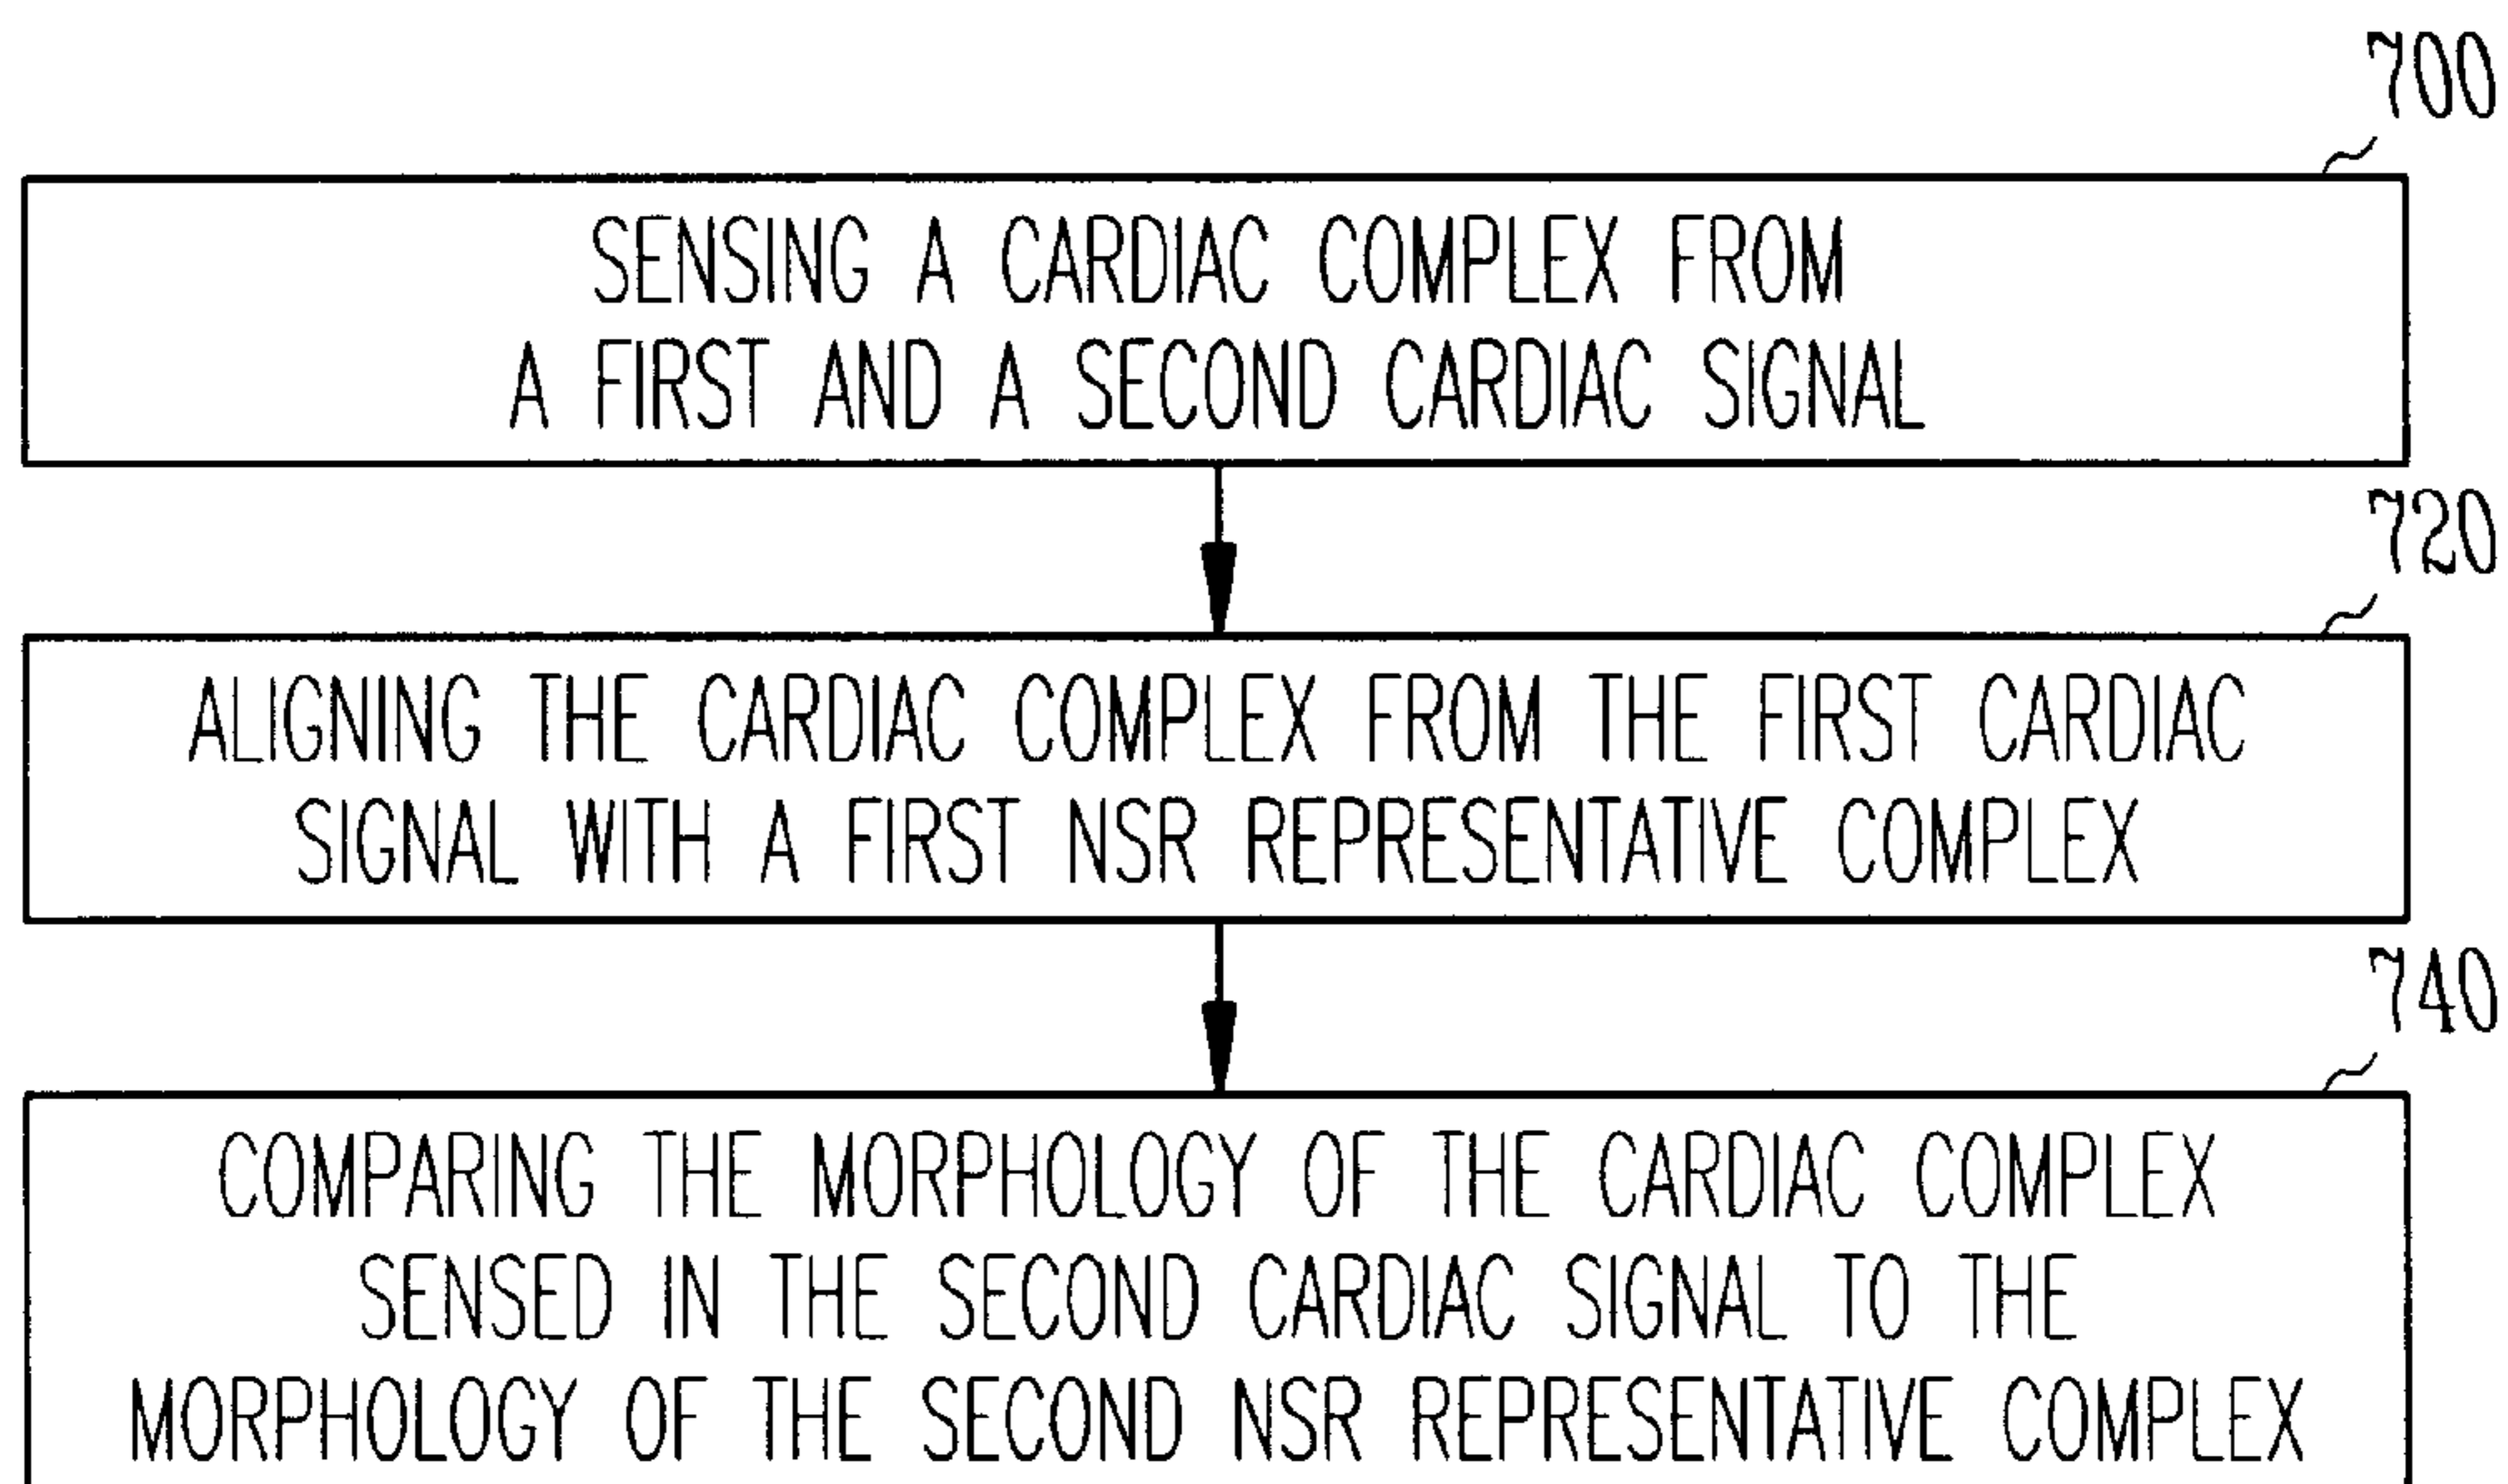 700
SENSING A CARDIAC COMPLEX FROM
A FIRST AND A SECOND CARDIAC SIGNAL
720
ALIGNING THE CARDIAC COMPLEX FROM THE FIRST CARDIAC
SIGNAL WITH A FIRST NSR REPRESENTATIVE COMPLEX
740
COMPARING THE MORPHOLOGY OF THE CARDIAC COMPLEX
SENSED IN THE SECOND CARDIAC SIGNAL TO THE
MORPHOLOGY OF THE SECOND NSR REPRESENTATIVE COMPLEX